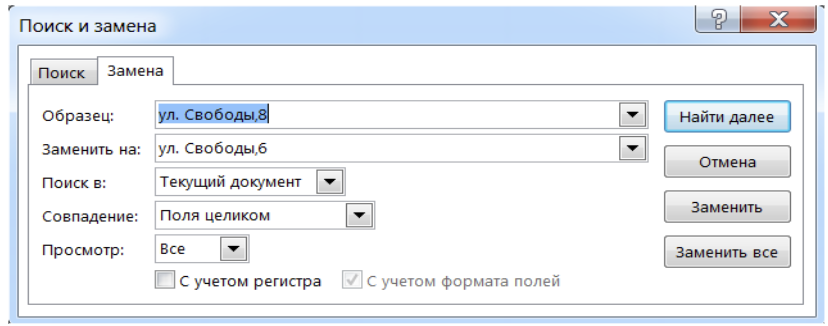 Поиск и замена
Поиск Замена
Образец: ул. Свободы,8 Найти далее
Заменить на: ул. Свободы,6 Отмена
Поиск в: Текущий документ
Совпадение: Поля целиком Заменить
Просмотр: Все Заменить все
С учетом регистра С учетом формата полей